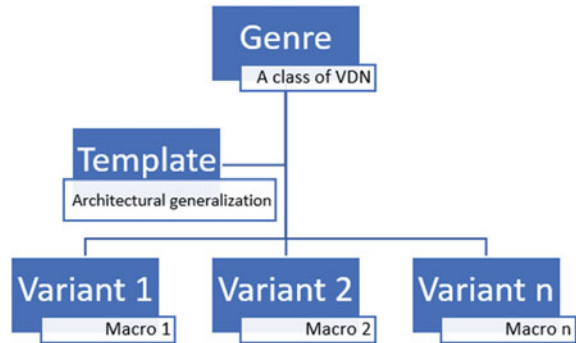 Genre
A class of VDN
Template
Architectural generalization
Variant 1
Macro 1
Variant 2
Macro 2
Variant n
Macro n